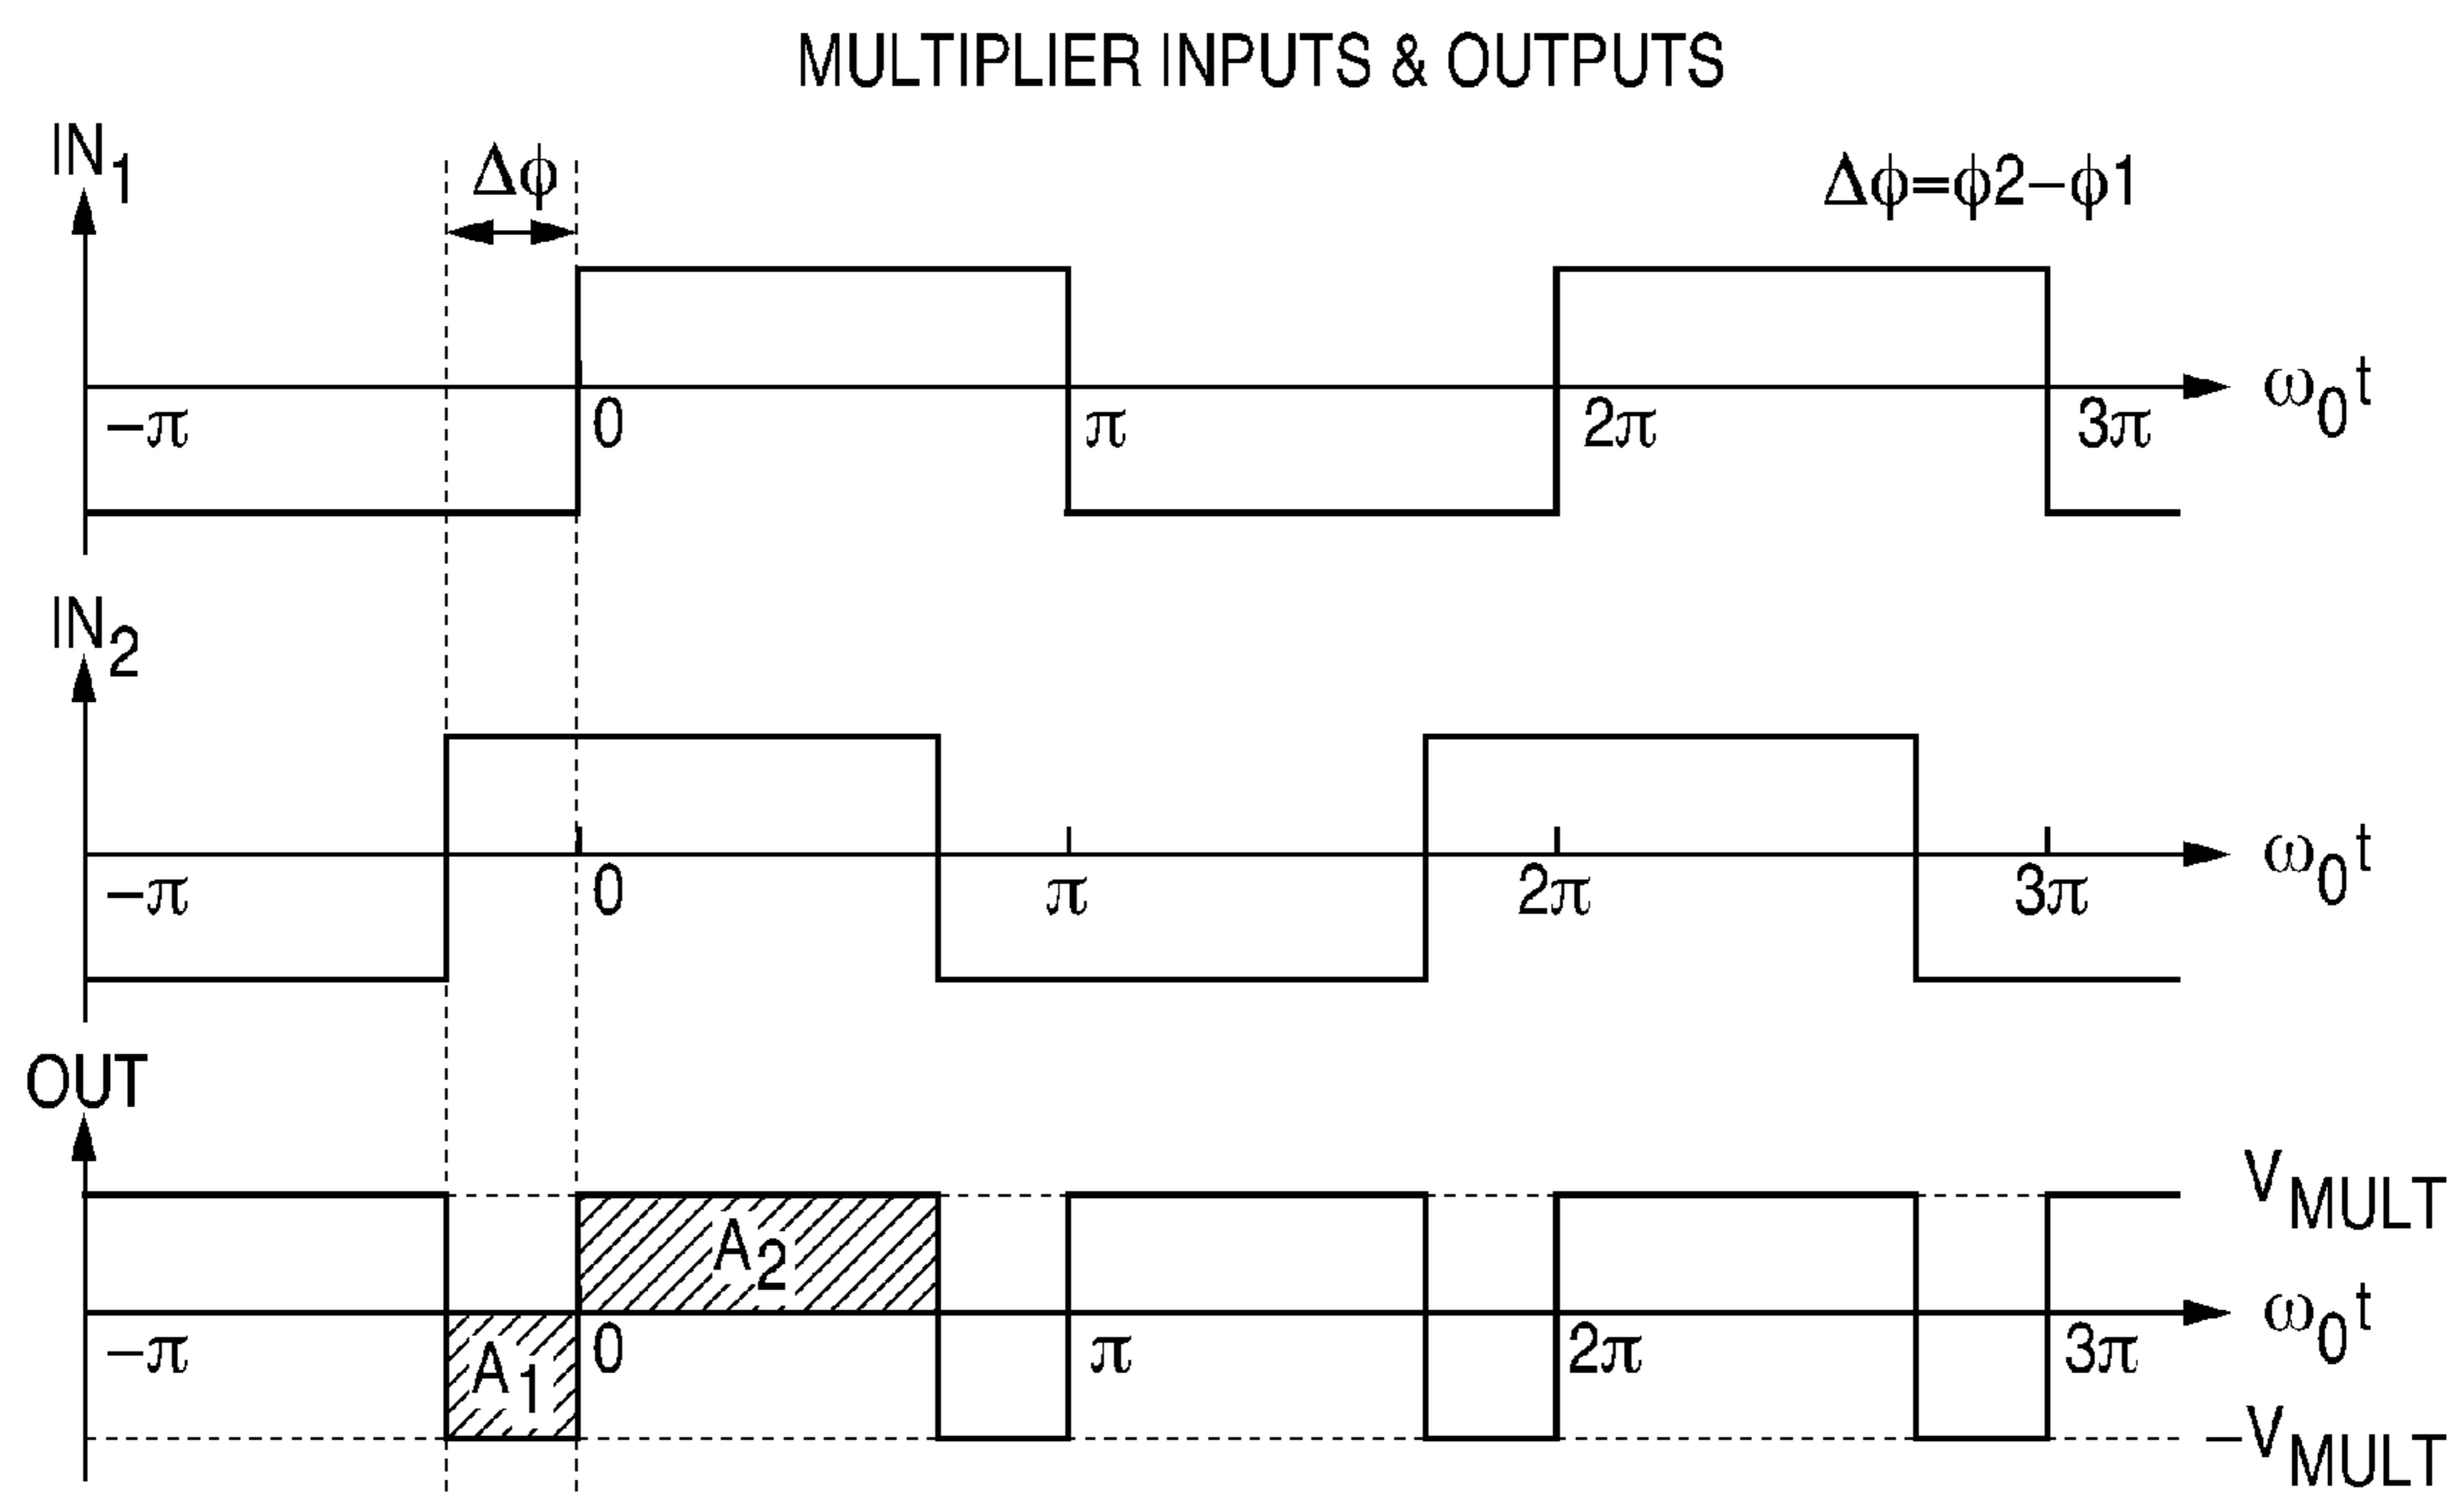 MULTIPLIER INPUTS & OUTPUTS
IN1
Δϕ
Δϕ=ϕ2−ϕ1
−π 0 π 2π 3π
ω0t
IN2
−π 0 π 2π 3π
ω0t
OUT
VMULT
A2
ω0t
−π 0 π 2π 3π
A1
−VMULT